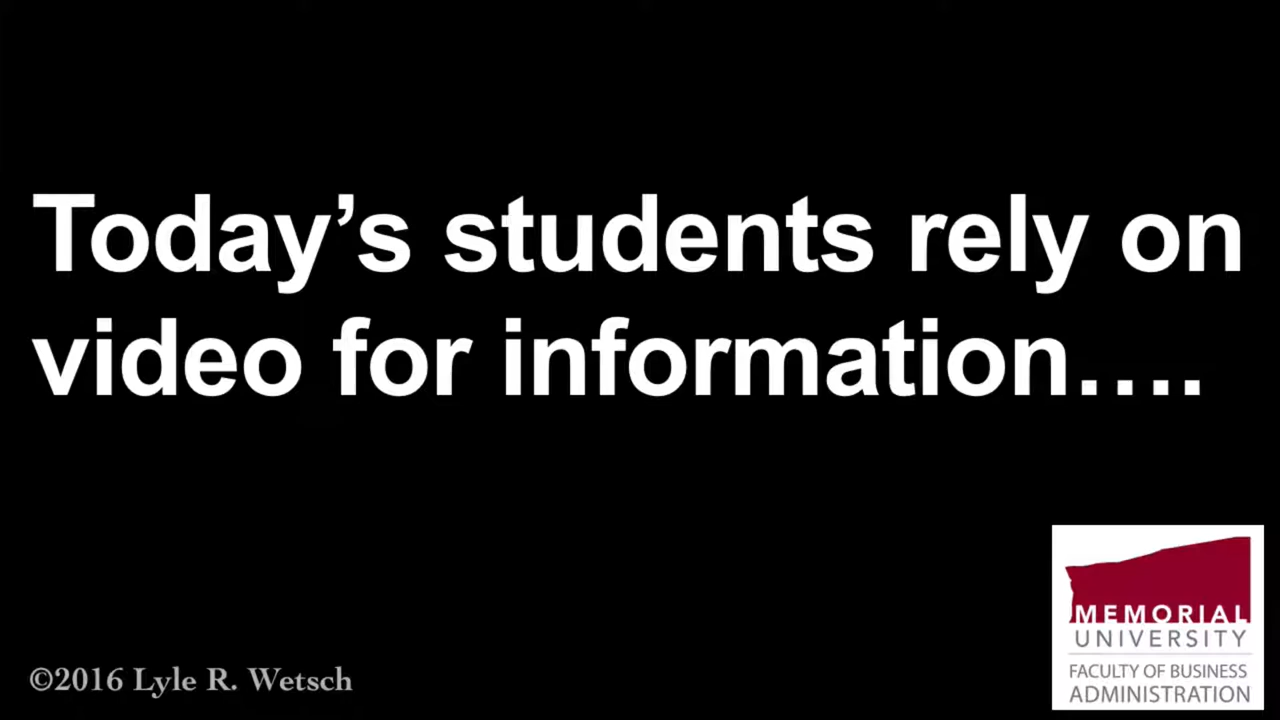 Today’s students rely on
video for information….
MEMORIAL
UNIVERSITY
FACULTY OF BUSINESS
ADMINISTRATION
©2016 Lyle R. Wetsch